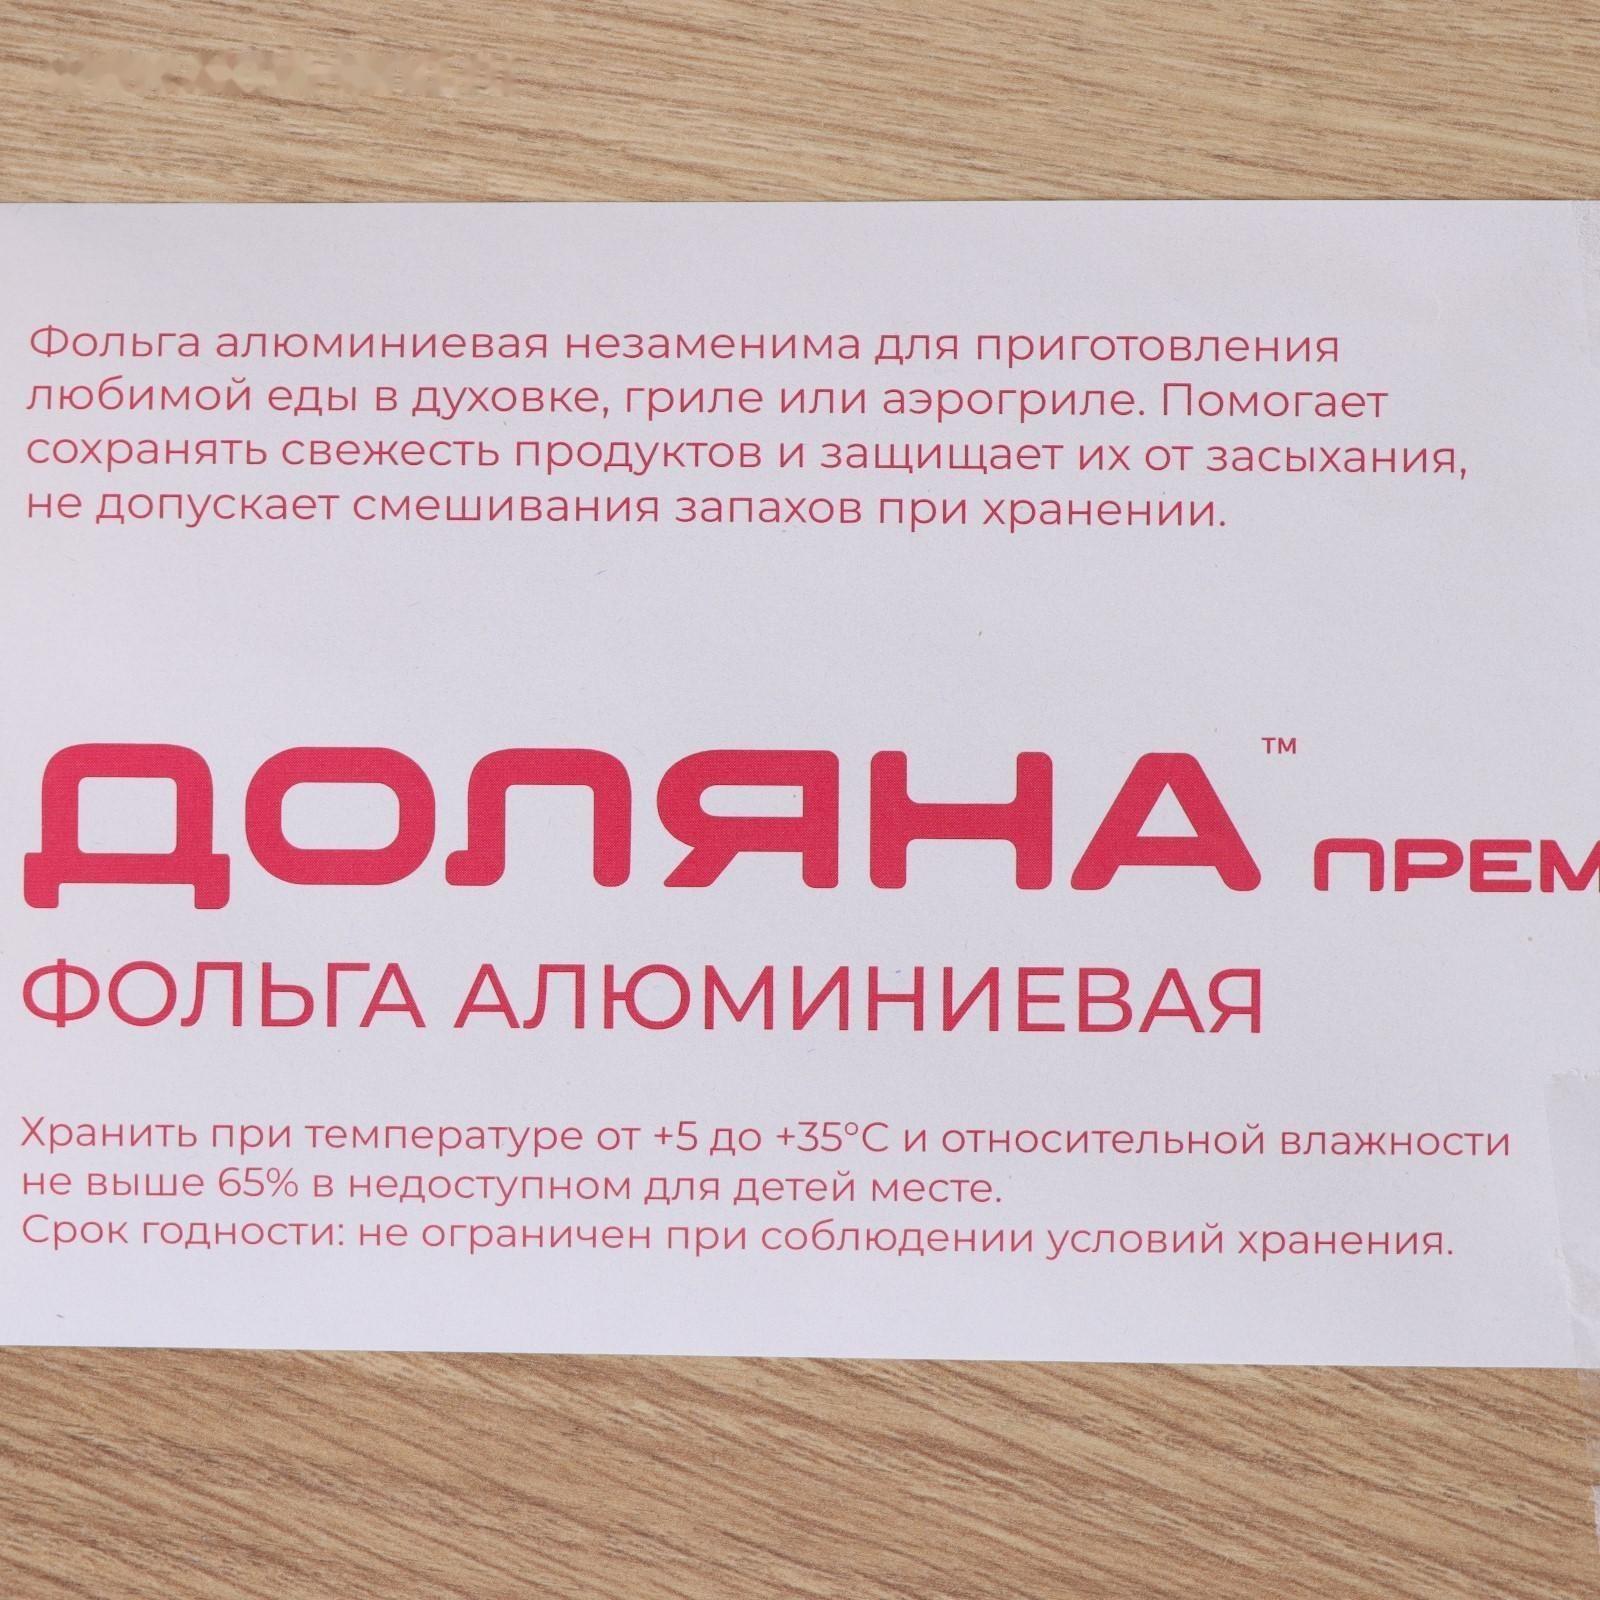 Фольга алюминиевая незаменима для приготовления
любимой еды в духовке, гриле или аэрогриле. Помогает
сохранять свежесть продуктов и защищает их от засыхания,
не допускает смешивания запахов при хранении.
ДОЛЯНА™ ПРЕМ
ФОЛЬГА АЛЮМИНИЕВАЯ
Хранить при температуре от +5 до +35°С и относительной влажности
не выше 65% в недоступном для детей месте.
Срок годности: не ограничен при соблюдении условий хранения.